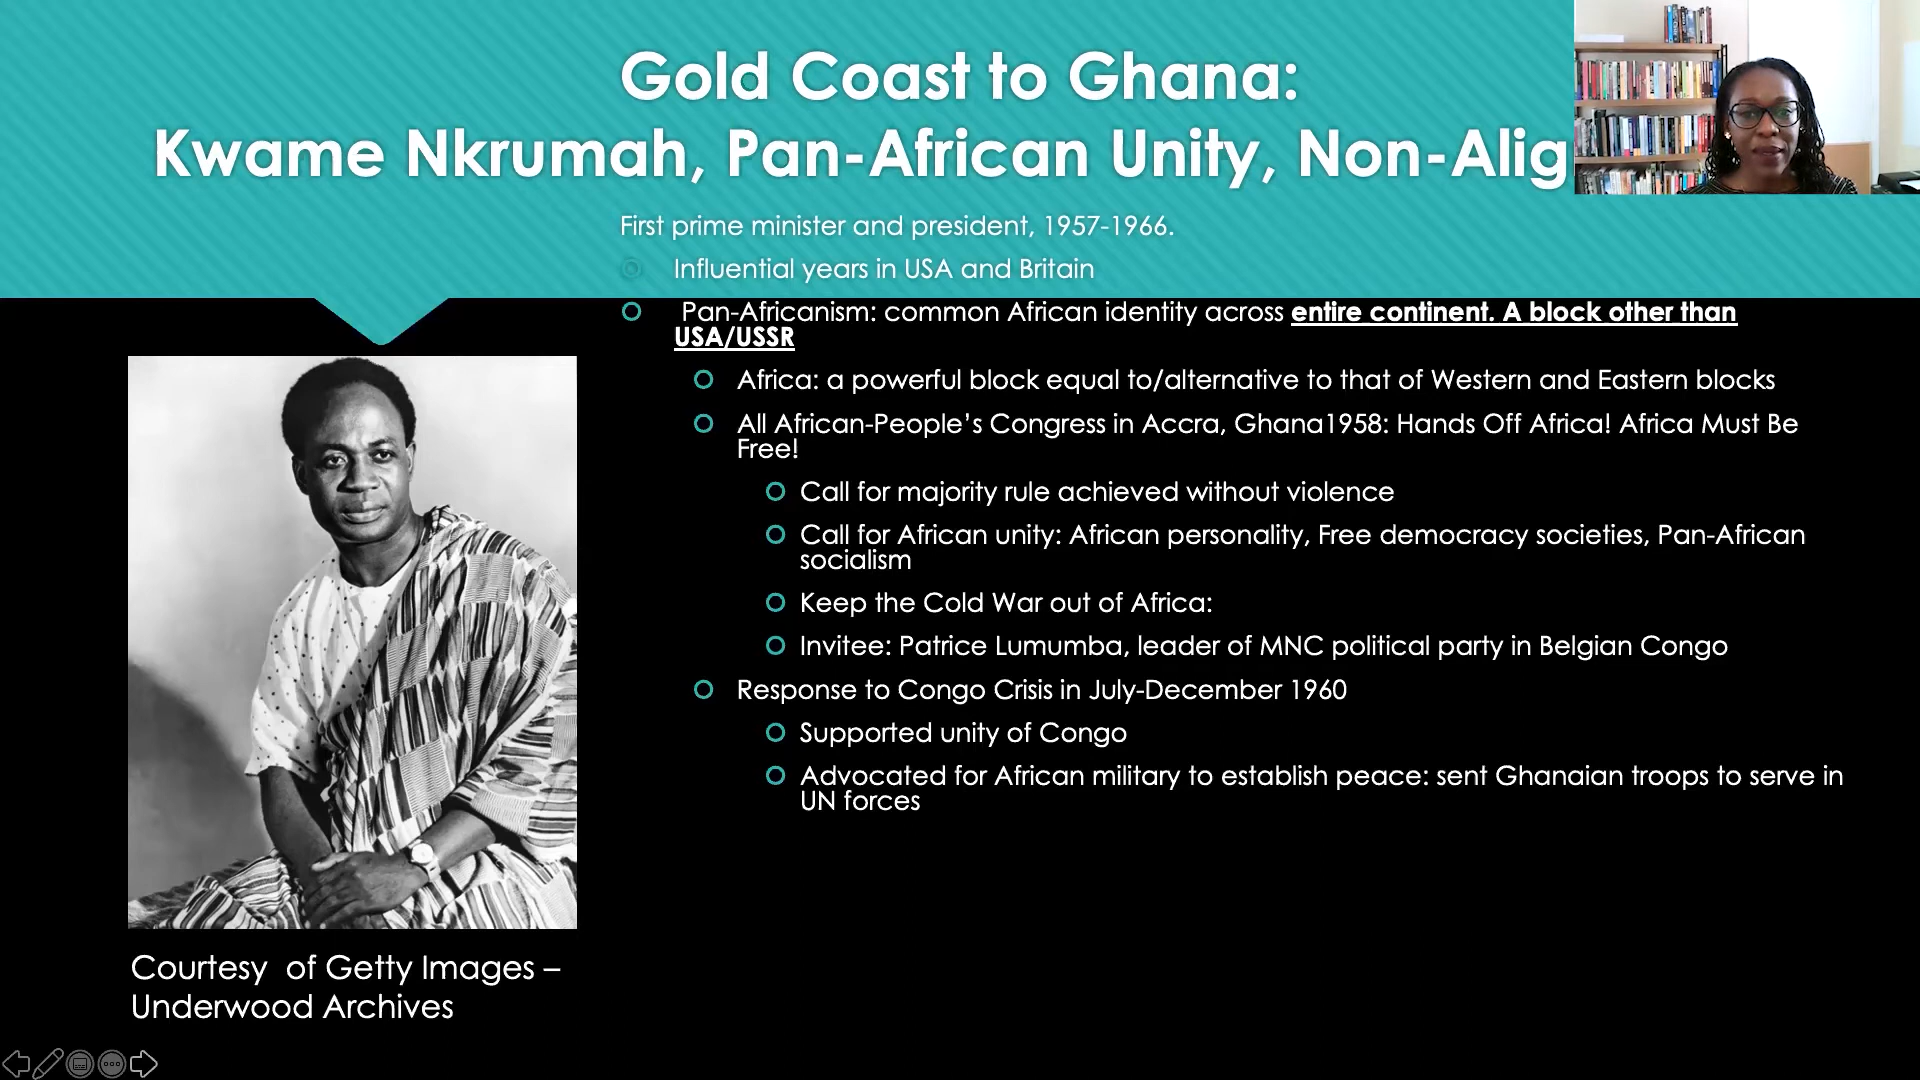 Gold Coast to Ghana:
Kwame Nkrumah, Pan-African Unity, Non-Alig
First prime minister and president, 1957-1966.
Influential years in USA and Britain
Pan-Africanism: common African identity across entire continent. A block other than
USA/USSR
Africa: a powerful block equal to/alternative to that of Western and Eastern blocks
All African-People's Congress in Accra, Ghana1958: Hands Off Africa! Africa Must Be
Free!
Call for majority rule achieved without violence
Call for African unity: African personality, Free democracy societies, Pan-African
socialism
Keep the Cold War out of Africa:
Invitee: Patrice Lumumba, leader of MNC political party in Belgian Congo
Response to Congo Crisis in July-December 1960
Supported unity of Congo
Advocated for African military to establish peace: sent Ghanaian troops to serve in
UN forces
Courtesy  of Getty Images –
Underwood Archives